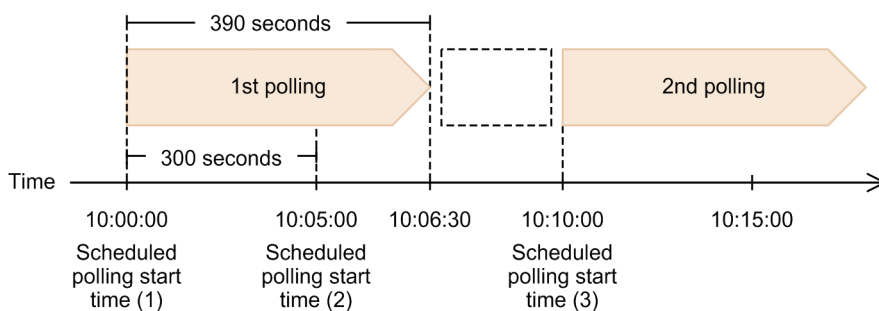 390 seconds
1st polling
2nd polling
300 seconds
Time
10:00:00
10:05:00
10:06:30
10:10:00
10:15:00
Scheduled
polling start
time (1)
Scheduled
polling start
time (2)
Scheduled
polling start
time (3)